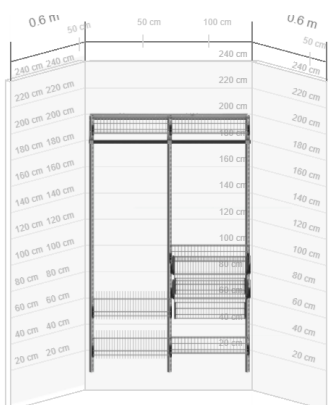 0.6 m
50 cm
50 cm
100 cm
0.6 m
50 cm
240 cm 240 cm
220 cm 220 cm
200 cm 200 cm
180 cm 180 cm
160 cm 160 cm
140 cm 140 cm
120 cm 120 cm
100 cm 100 cm
80 cm 80 cm
60 cm 60 cm
40 cm 40 cm
20 cm 20 cm
240 cm
220 cm
200 cm
180 cm
160 cm
140 cm
120 cm
100 cm
80 cm
60 cm
40 cm
20 cm
240 cm
220 cm
200 cm
180 cm
160 cm
140 cm
120 cm
100 cm
80 cm
60 cm
40 cm
20 cm